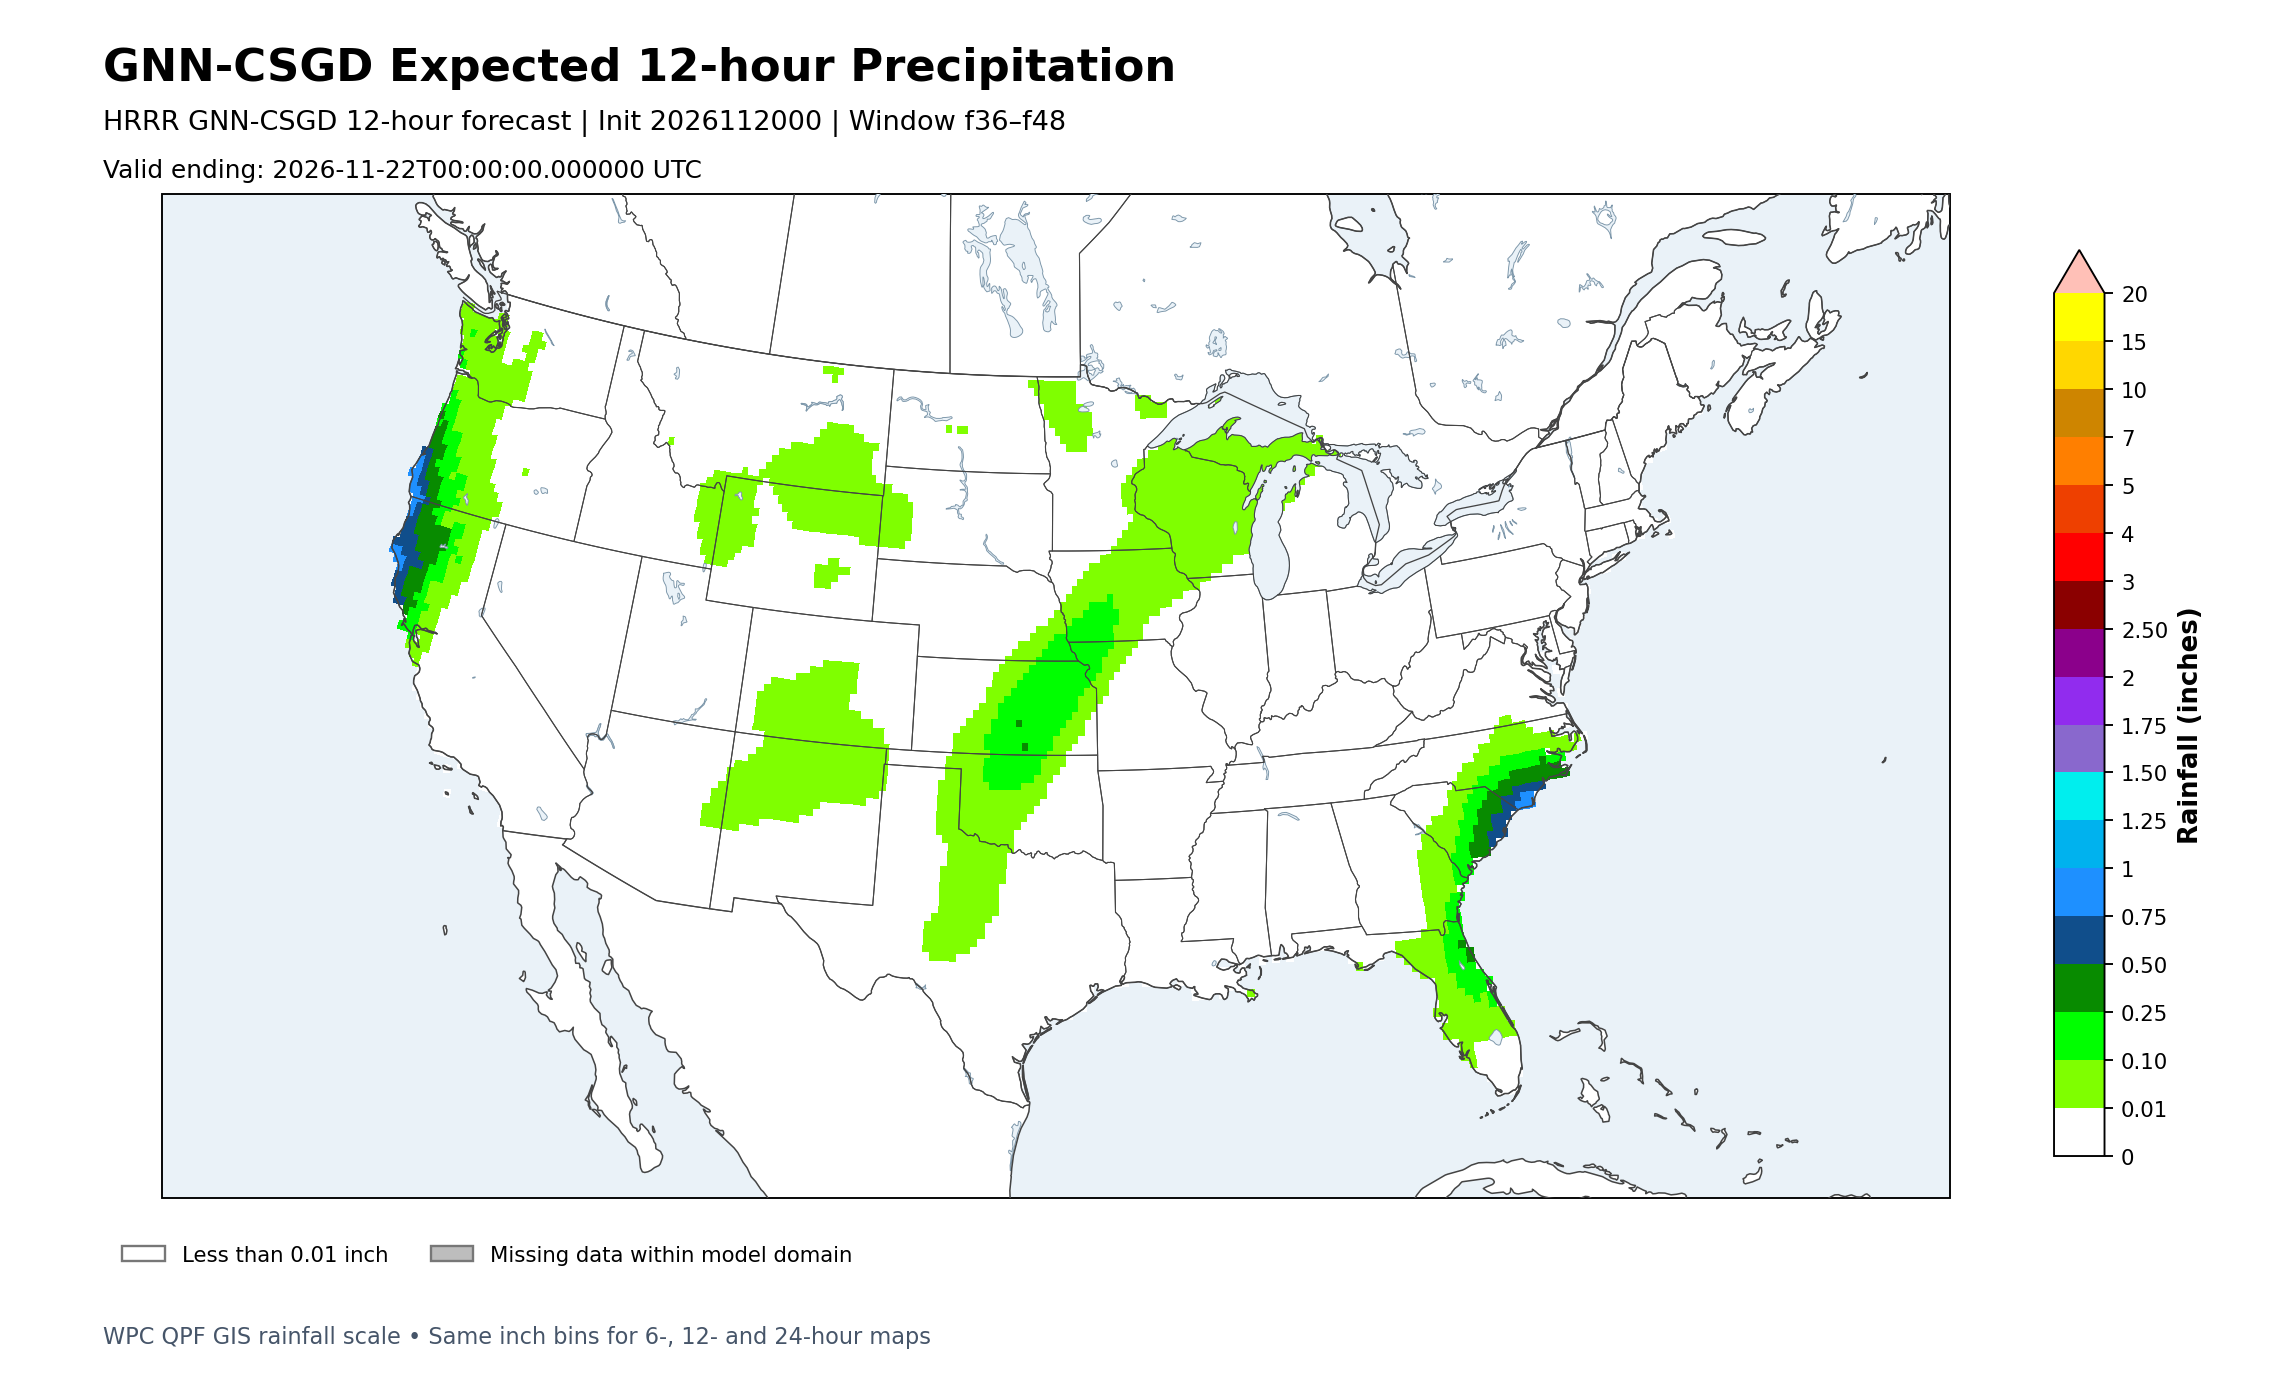 GNN-CSGD Expected 12-hour Precipitation
HRRR GNN-CSGD 12-hour forecast | Init 2026112000 | Window f36–f48
Valid ending: 2026-11-22T00:00:00.000000 UTC
20
15
10
7
5
4
3
2.50
2
1.75
1.50
1.25
1
0.75
0.50
0.25
0.10
0.01
0
Rainfall (inches)
Less than 0.01 inch
Missing data within model domain
WPC QPF GIS rainfall scale • Same inch bins for 6-, 12- and 24-hour maps